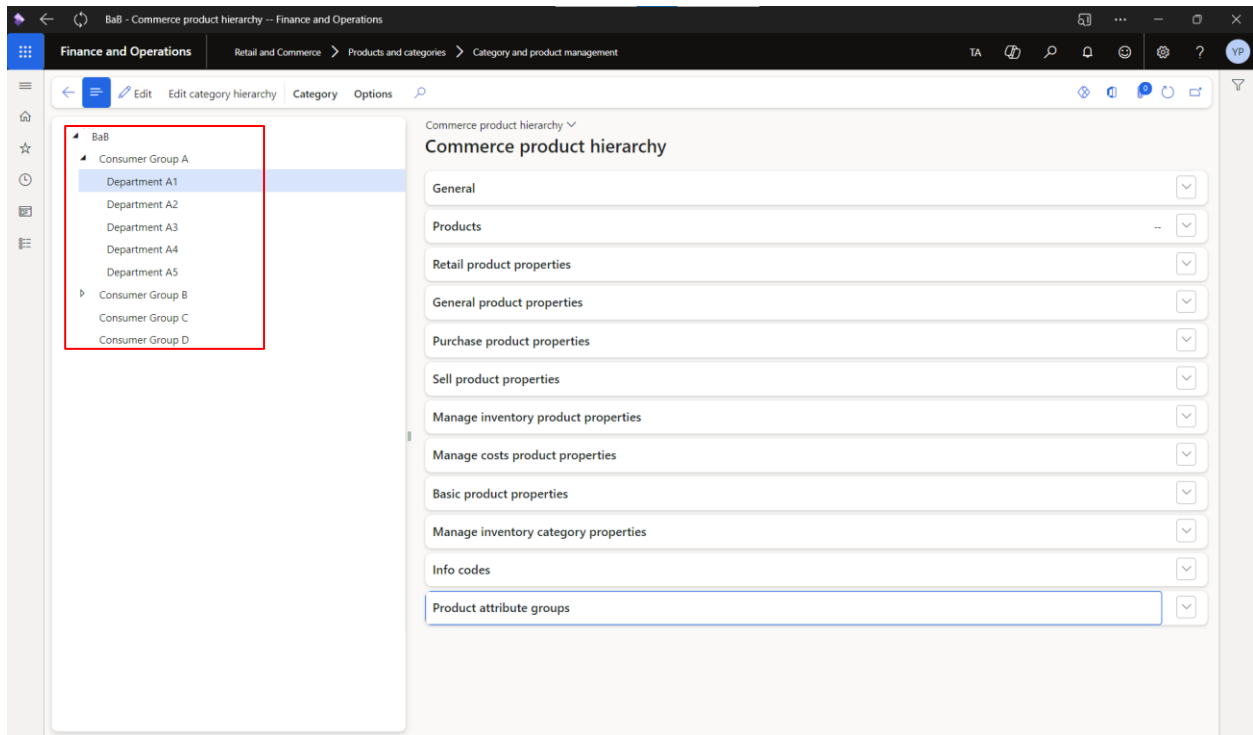 BaB - Commerce product hierarchy -- Finance and Operations
Finance and Operations
Retail and Commerce > Products and categories > Category and product management
TA
?
YP
Edit
Edit category hierarchy
Category
Options
0
BaB
Consumer Group A
Department A1
Department A2
Department A3
Department A4
Department A5
Consumer Group B
Consumer Group C
Consumer Group D
Commerce product hierarchy
Commerce product hierarchy
General
Products
--
Retail product properties
General product properties
Purchase product properties
Sell product properties
Manage inventory product properties
Manage costs product properties
Basic product properties
Manage inventory category properties
Info codes
Product attribute groups